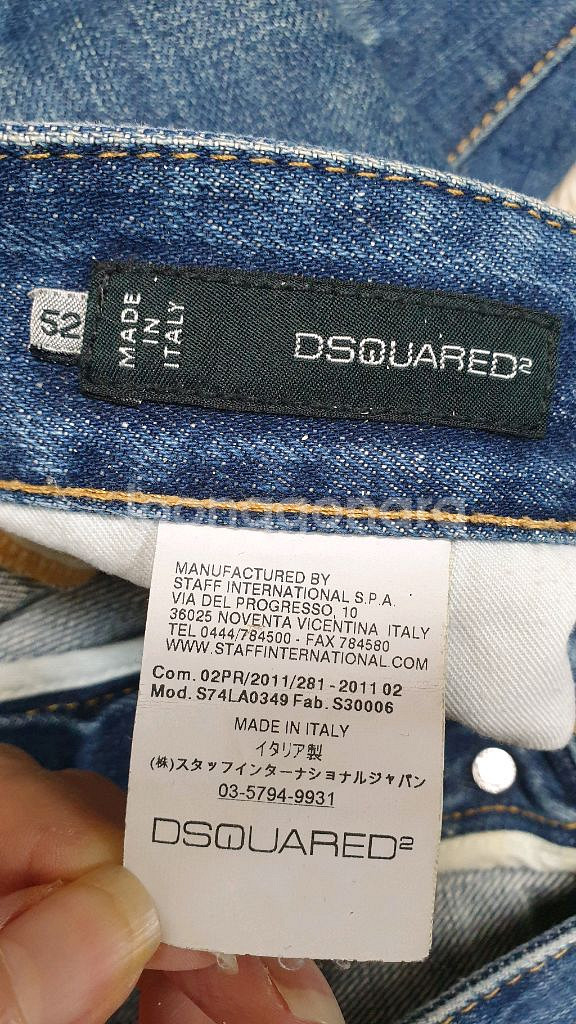 52
MADE
IN
ITALY
DSQUARED²
MANUFACTURED BY
STAFF INTERNATIONAL S.P.A.
VIA DEL PROGRESSO, 10
36025 NOVENTA VICENTINA ITALY
TEL 0444/784500 - FAX 784580
WWW.STAFFINTERNATIONAL.COM
Com. 02PR/2011/281 - 2011 02
Mod. S74LA0349 Fab. S30006
MADE IN ITALY
イタリア製
(株)スタッフインターナショナルジャパン
03-5794-9931
DSQUARED²